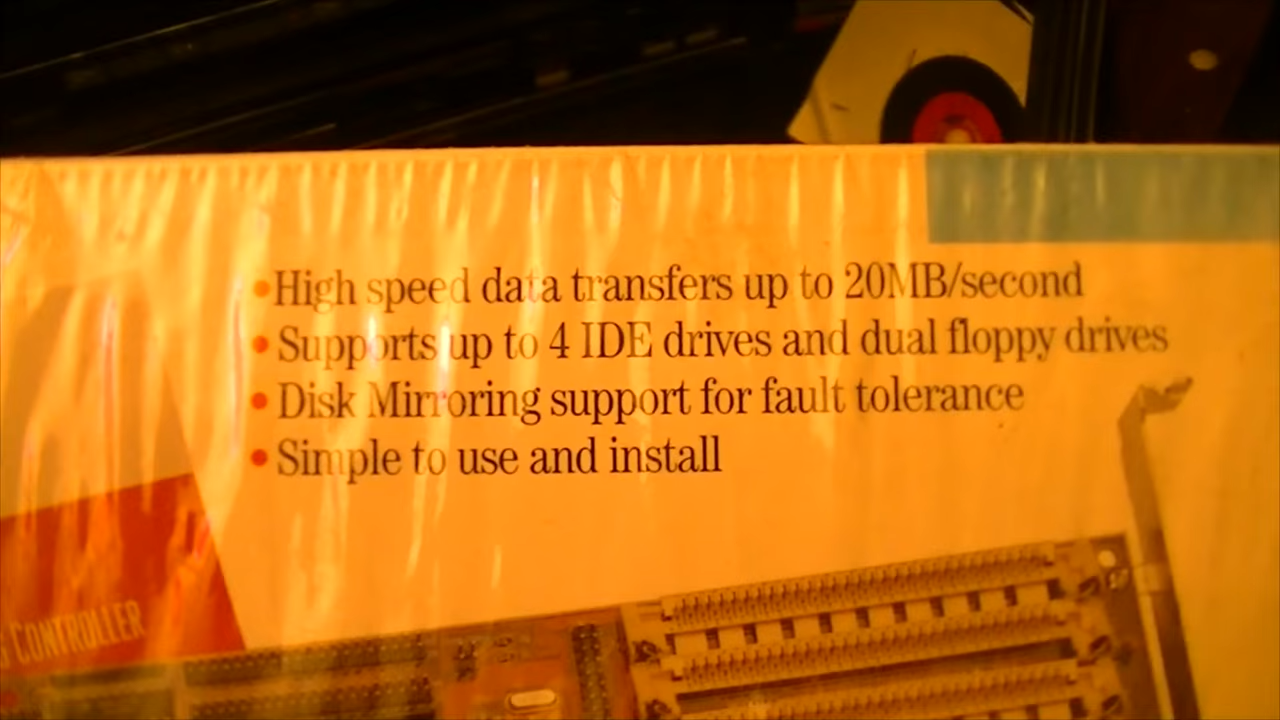 •High speed data transfers up to 20MB/second
•Supports up to 4 IDE drives and dual floppy drives
•Disk Mirroring support for fault tolerance
•Simple to use and install
CONTROLLER